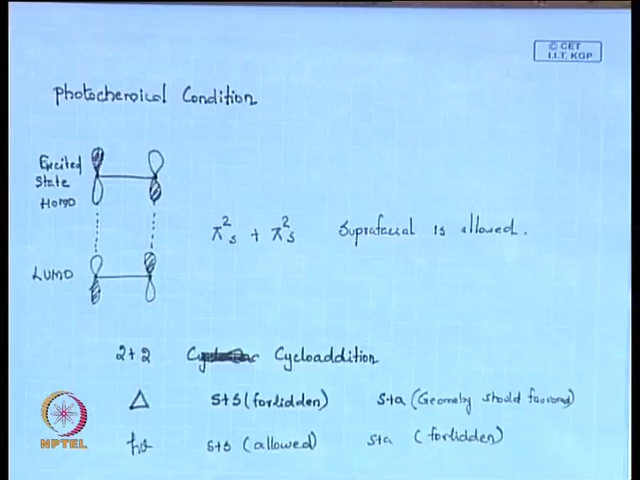 © CET
I.I.T. KGP
Photochemical Condition
Excited
State
HOMO
π²s + π²s Suprafacial is allowed.
LUMO
2+2 Cycloaddition
Δ s+s (forbidden) s+a (Geometry should favored)
hν s+s (allowed) s+a (forbidden)
NPTEL